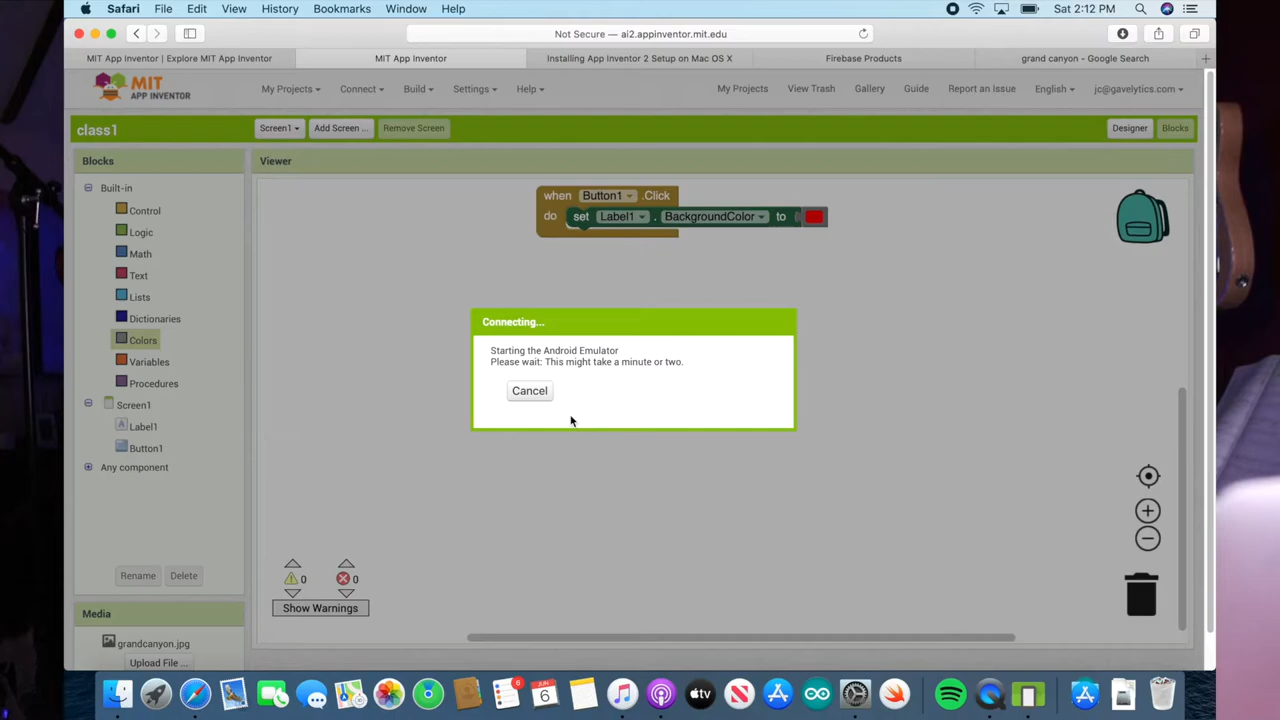 Safari File Edit View History Bookmarks Window Help Sat 2:12 PM
Not Secure — ai2.appinventor.mit.edu
MIT App Inventor | Explore MIT App Inventor MIT App Inventor Installing App Inventor 2 Setup on Mac OS X Firebase Products grand canyon - Google Search
MIT
APP INVENTOR
My Projects Connect Build Settings Help My Projects View Trash Gallery Guide Report an Issue English jc@gavelytics.com
class1 Screen1 Add Screen ... Remove Screen Designer Blocks
Blocks Viewer
Built-in
Control
Logic
Math
Text
Lists
Dictionaries
Colors
Variables
Procedures
Screen1
A Label1
Button1
Any component
Rename Delete
Media
grandcanyon.jpg
Upload File ...
when Button1 .Click
do set Label1 . BackgroundColor to
Connecting...
Starting the Android Emulator
Please wait: This might take a minute or two.
Cancel
0 0
Show Warnings
6
JUN
6
tv